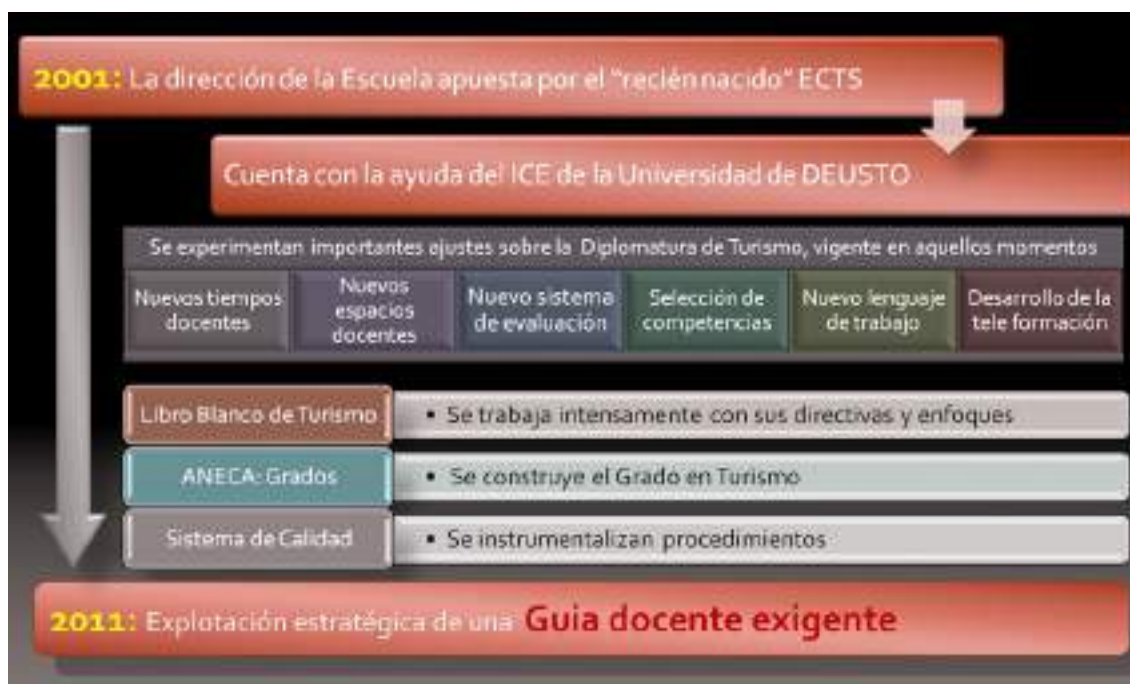 2001: La dirección de la Escuela apuesta por el "recién nacido" ECTS
Cuenta con la ayuda del ICE de la Universidad de DEUSTO
Se experimentan importantes ajustes sobre la Diplomatura de Turismo, vigente en aquellos momentos
Nuevos tiempos
docentes
Nuevos
espacios
docentes
Nuevo sistema
de evaluación
Selección de
competencias
Nuevo lenguaje
de trabajo
Desarrollo de la
tele formación
Libro Blanco de Turismo
• Se trabaja intensamente con sus directivas y enfoques
ANECA: Grados
• Se construye el Grado en Turismo
Sistema de Calidad
• Se instrumentalizan procedimientos
2011: Explotación estratégica de una Guia docente exigente